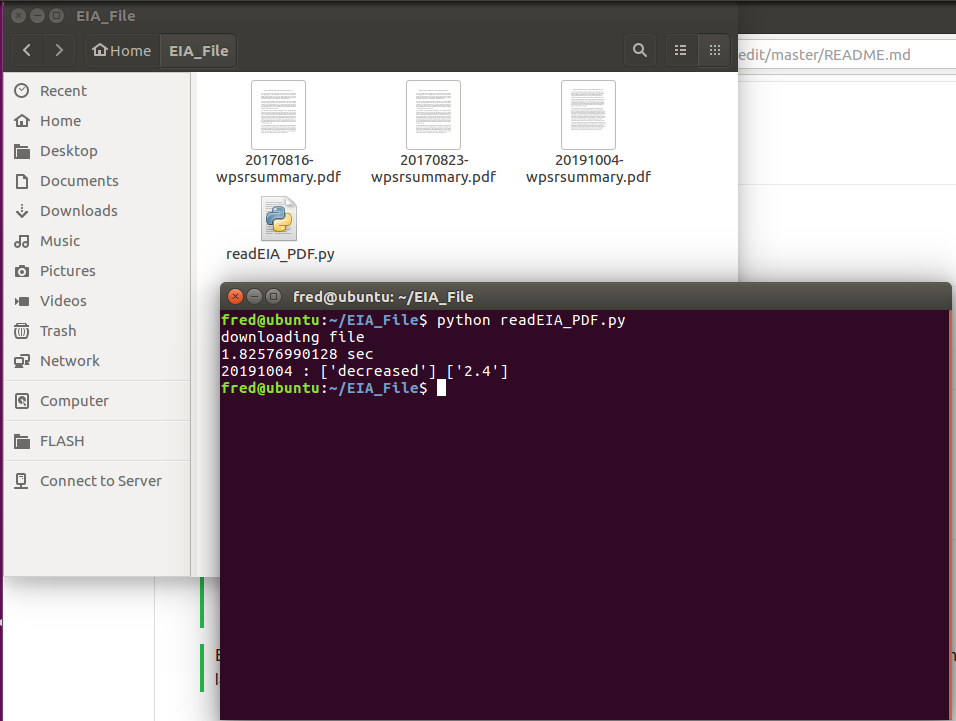 EIA_File
Home
EIA_File
edit/master/README.md
Recent
Home
Desktop
Documents
Downloads
Music
Pictures
Videos
Trash
Network
Computer
FLASH
Connect to Server
20170816-
wpsrsummary.pdf
20170823-
wpsrsummary.pdf
20191004-
wpsrsummary.pdf
readEIA_PDF.py
fred@ubuntu: ~/EIA_File
fred@ubuntu:~/EIA_File$ python readEIA_PDF.py
downloading file
1.82576990128 sec
20191004 : ['decreased'] ['2.4']
fred@ubuntu:~/EIA_File$